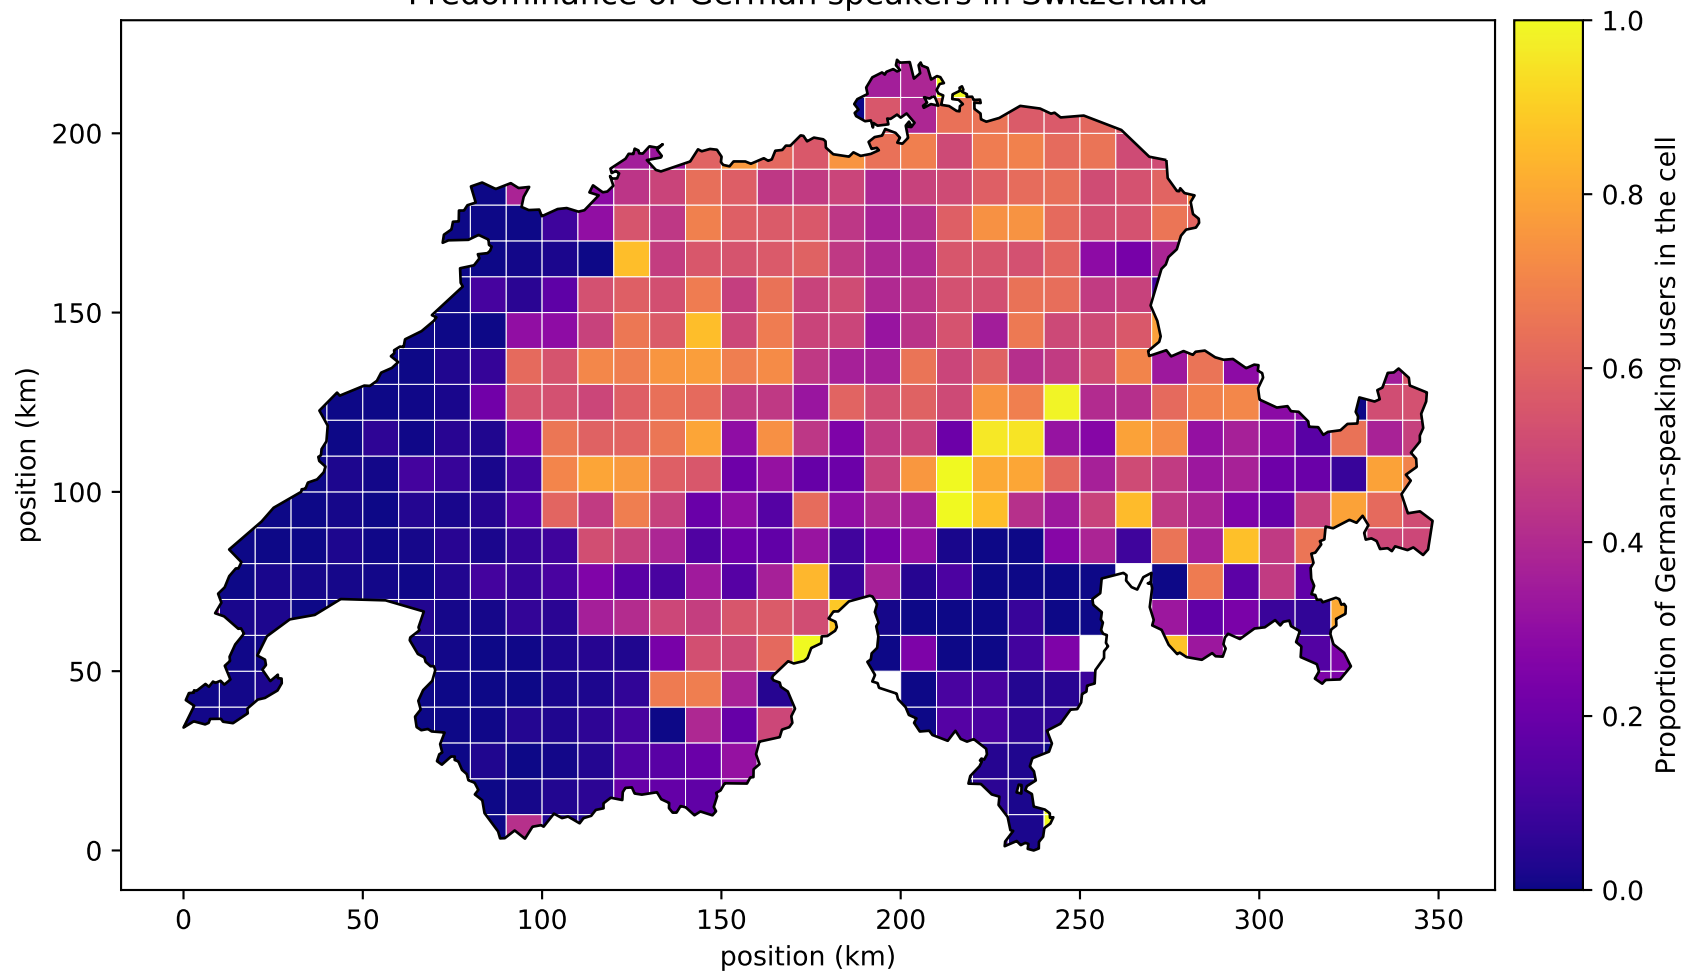 Predominance of German speakers in Switzerland
200
150
100
50
0
position (km)
0 50 100 150 200 250 300 350
position (km)
1.0
0.8
0.6
0.4
0.2
0.0
Proportion of German-speaking users in the cell